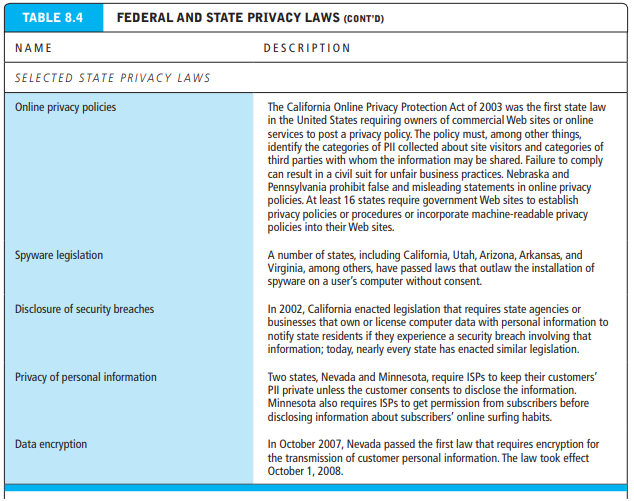 TABLE 8.4 FEDERAL AND STATE PRIVACY LAWS (CONT'D)
NAME DESCRIPTION
SELECTED STATE PRIVACY LAWS
Online privacy policies
The California Online Privacy Protection Act of 2003 was the first state law
in the United States requiring owners of commercial Web sites or online
services to post a privacy policy. The policy must, among other things,
identify the categories of PII collected about site visitors and categories of
third parties with whom the information may be shared. Failure to comply
can result in a civil suit for unfair business practices. Nebraska and
Pennsylvania prohibit false and misleading statements in online privacy
policies. At least 16 states require government Web sites to establish
privacy policies or procedures or incorporate machine-readable privacy
policies into their Web sites.
Spyware legislation
A number of states, including California, Utah, Arizona, Arkansas, and
Virginia, among others, have passed laws that outlaw the installation of
spyware on a user's computer without consent.
Disclosure of security breaches
In 2002, California enacted legislation that requires state agencies or
businesses that own or license computer data with personal information to
notify state residents if they experience a security breach involving that
information; today, nearly every state has enacted similar legislation.
Privacy of personal information
Two states, Nevada and Minnesota, require ISPs to keep their customers'
PII private unless the customer consents to disclose the information.
Minnesota also requires ISPs to get permission from subscribers before
disclosing information about subscribers' online surfing habits.
Data encryption
In October 2007, Nevada passed the first law that requires encryption for
the transmission of customer personal information. The law took effect
October 1, 2008.